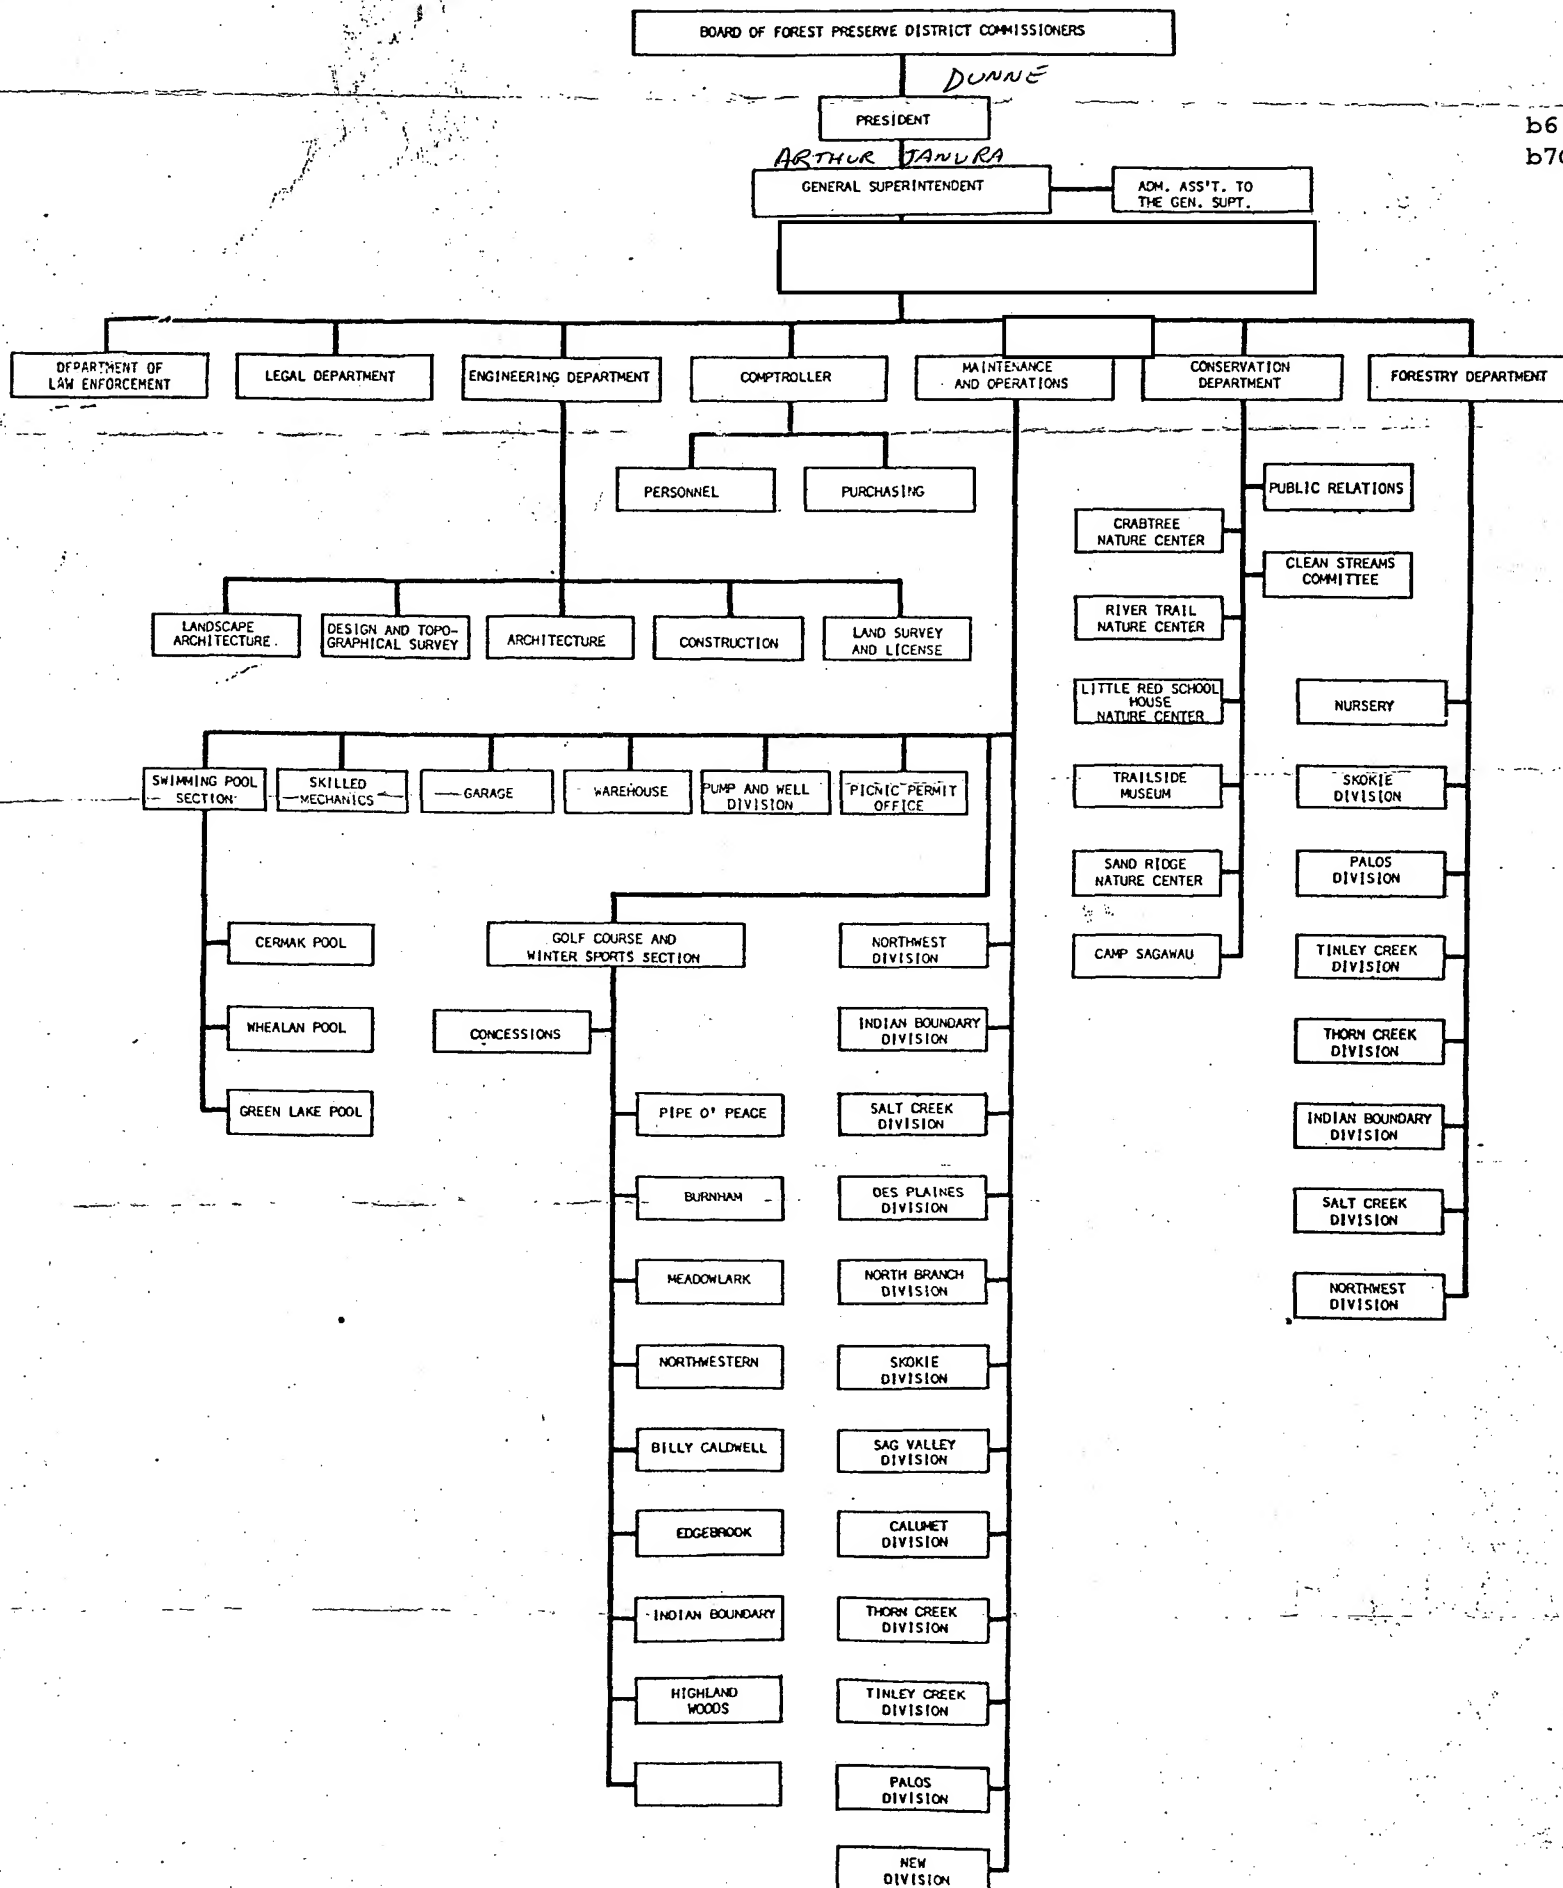 BOARD OF FOREST PRESERVE DISTRICT COMMISSIONERS
DUNNE
PRESIDENT
b6
ARTHUR JANURA
GENERAL SUPERINTENDENT
ADM. ASS'T. TO
THE GEN. SUPT.
DEPARTMENT OF
LAW ENFORCEMENT
LEGAL DEPARTMENT
ENGINEERING DEPARTMENT
COMPTROLLER
MAINTENANCE
AND OPERATIONS
CONSERVATION
DEPARTMENT
FORESTRY DEPARTMENT
PERSONNEL
PURCHASING
LANDSCAPE
ARCHITECTURE
DESIGN AND TOPO-
GRAPHICAL SURVEY
ARCHITECTURE
CONSTRUCTION
LAND SURVEY
AND LICENSE
SWIMMING POOL
SECTION
SKILLED
MECHANICS
GARAGE
WAREHOUSE
PUMP AND WELL
DIVISION
PICNIC PERMIT
OFFICE
CERMAK POOL
WHEALAN POOL
GREEN LAKE POOL
GOLF COURSE AND
WINTER SPORTS SECTION
CONCESSIONS
PIPE O' PEACE
BURNHAM
MEADOWLARK
NORTHWESTERN
BILLY CALDWELL
EDGEBROOK
INDIAN BOUNDARY
HIGHLAND
WOODS
NORTHWEST
DIVISION
INDIAN BOUNDARY
DIVISION
SALT CREEK
DIVISION
DES PLAINES
DIVISION
NORTH BRANCH
DIVISION
SKOKIE
DIVISION
SAG VALLEY
DIVISION
CALUMET
DIVISION
THORN CREEK
DIVISION
TINLEY CREEK
DIVISION
PALOS
DIVISION
NEW
DIVISION
PUBLIC RELATIONS
CRABTREE
NATURE CENTER
CLEAN STREAMS
COMMITTEE
RIVER TRAIL
NATURE CENTER
LITTLE RED SCHOOL
HOUSE
NATURE CENTER
TRAILSIDE
MUSEUM
SAND RIDGE
NATURE CENTER
CAMP SAGAWAU
NURSERY
SKOKIE
DIVISION
PALOS
DIVISION
TINLEY CREEK
DIVISION
THORN CREEK
DIVISION
INDIAN BOUNDARY
DIVISION
SALT CREEK
DIVISION
NORTHWEST
DIVISION